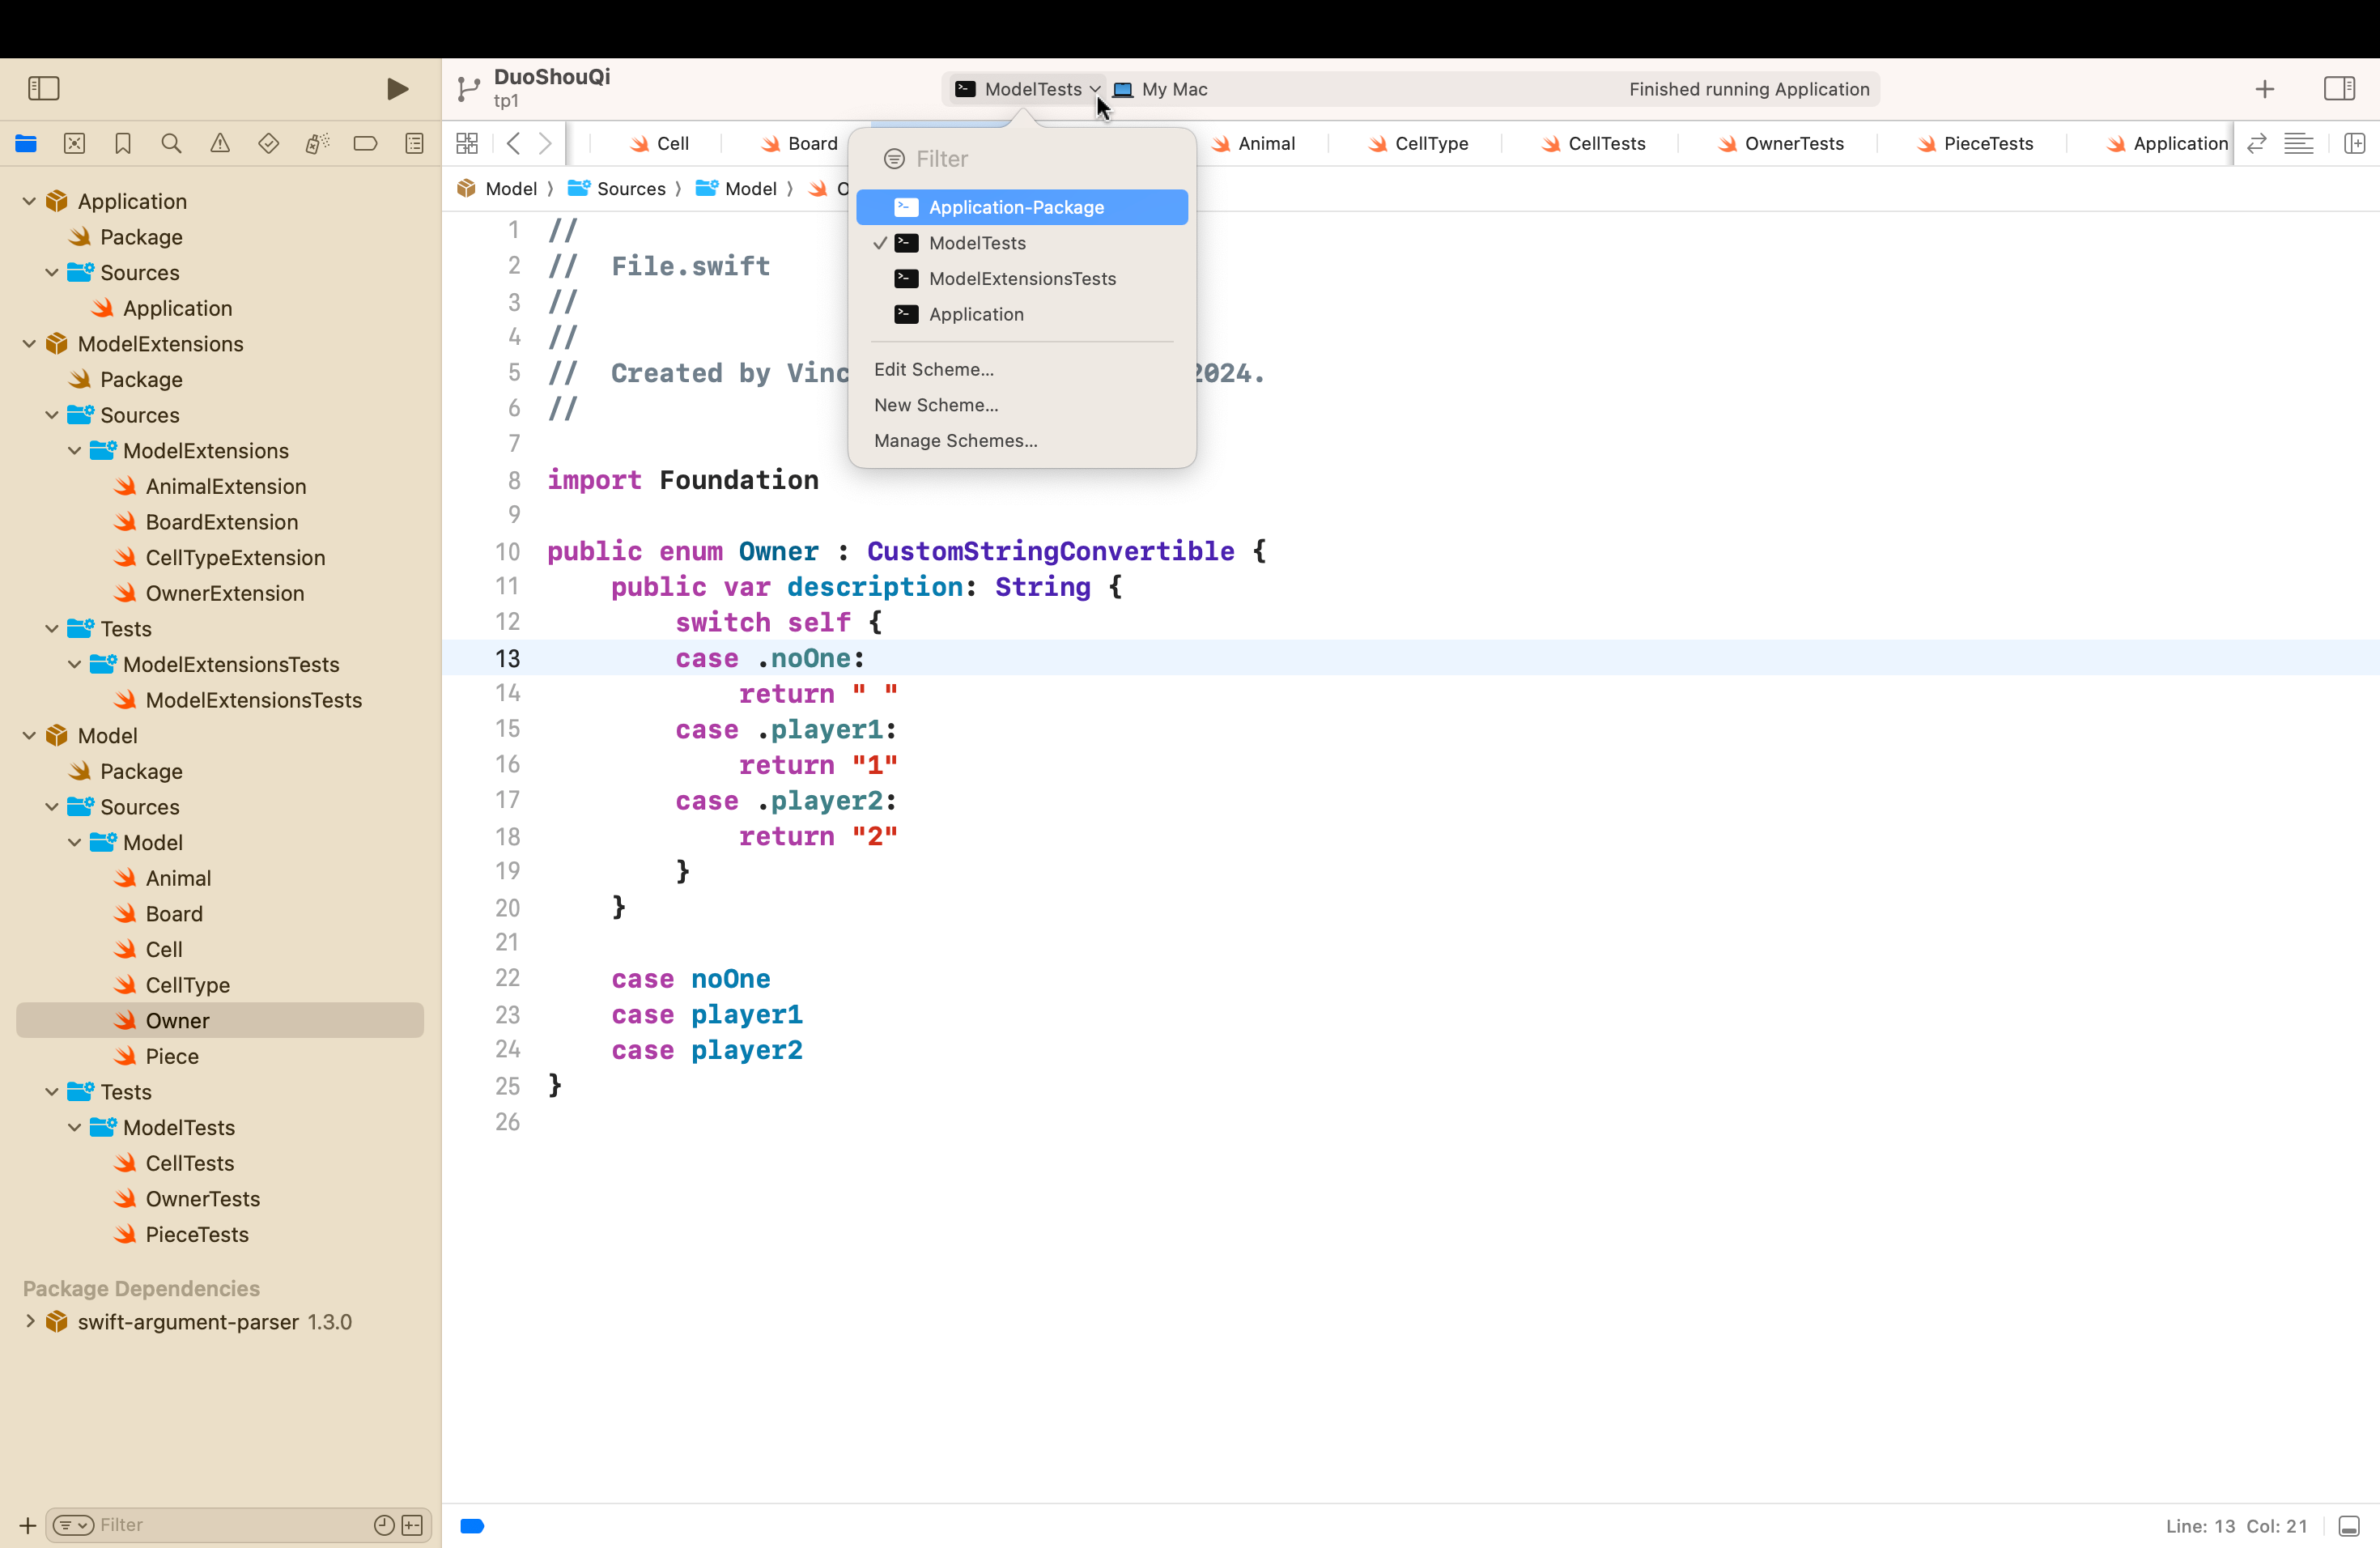 DuoShouQi
tp1
ModelTests
My Mac
Finished running Application
Cell
Board
Animal
CellType
CellTests
OwnerTests
PieceTests
Application
Model
Sources
Model
Filter
Application-Package
ModelTests
ModelExtensionsTests
Application
Edit Scheme...
New Scheme...
Manage Schemes...
Application
Package
Sources
Application
ModelExtensions
Package
Sources
ModelExtensions
AnimalExtension
BoardExtension
CellTypeExtension
OwnerExtension
Tests
ModelExtensionsTests
ModelExtensionsTests
Model
Package
Sources
Model
Animal
Board
Cell
CellType
Owner
Piece
Tests
ModelTests
CellTests
OwnerTests
PieceTests
Package Dependencies
swift-argument-parser 1.3.0
Filter
1 //
2 // File.swift
3 //
4 //
5 // Created by 2024.
6 //
7
8 import Foundation
9
10 public enum Owner : CustomStringConvertible {
11 public var description: String {
12 switch self {
13 case .noOne:
14 return " "
15 case .player1:
16 return "1"
17 case .player2:
18 return "2"
19 }
20 }
21
22 case noOne
23 case player1
24 case player2
25 }
26
Line: 13 Col: 21